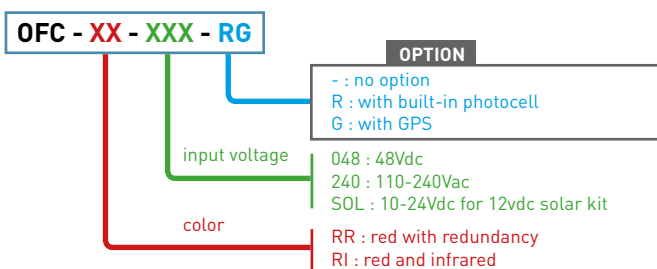 OFC - XX - XXX - RG
OPTION
- : no option
R : with built-in photocell
G : with GPS
input voltage
048 : 48Vdc
240 : 110-240Vac
SOL : 10-24Vdc for 12vdc solar kit
color
RR : red with redundancy
RI : red and infrared